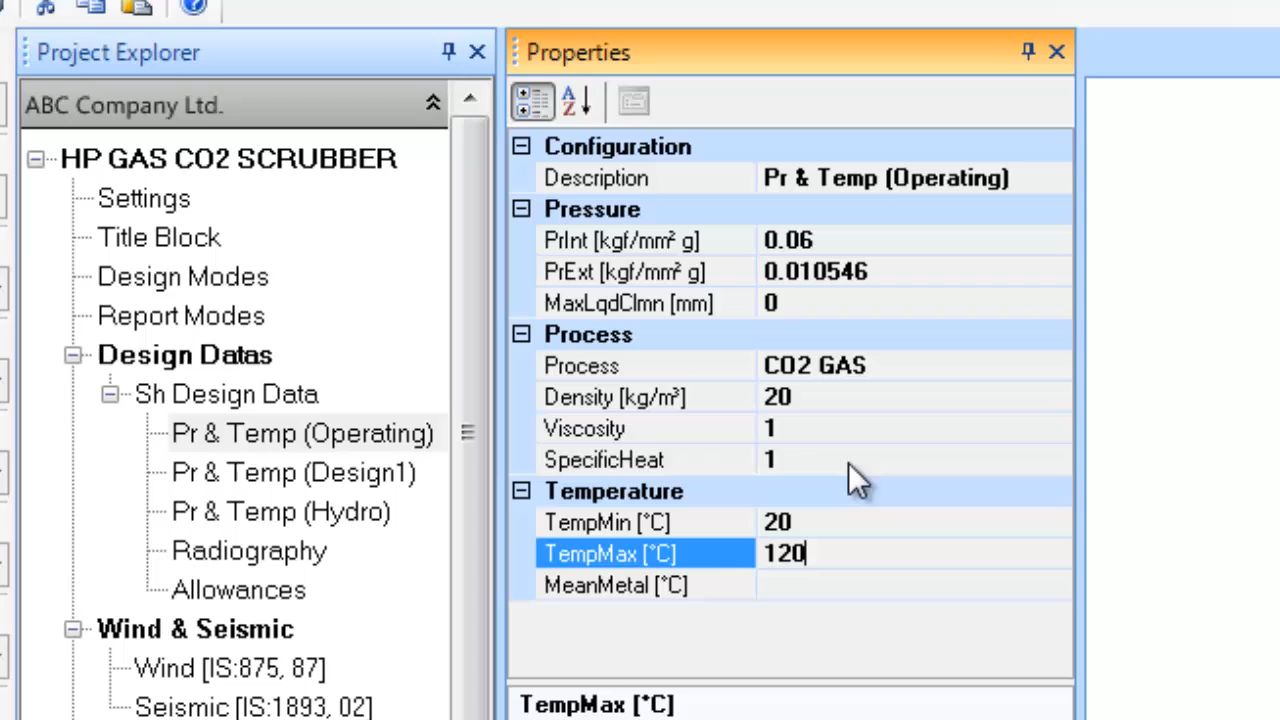 Project Explorer
ABC Company Ltd.
HP GAS CO2 SCRUBBER
Settings
Title Block
Design Modes
Report Modes
Design Datas
Sh Design Data
Pr & Temp (Operating)
Pr & Temp (Design1)
Pr & Temp (Hydro)
Radiography
Allowances
Wind & Seismic
Wind [IS:875, 87]
Seismic [IS:1893, 02]
Properties
Configuration
Description Pr & Temp (Operating)
Pressure
PrInt [kgf/mm² g] 0.06
PrExt [kgf/mm² g] 0.010546
MaxLqdClmn [mm] 0
Process
Process CO2 GAS
Density [kg/m³] 20
Viscosity 1
SpecificHeat 1
Temperature
TempMin [°C] 20
TempMax [°C] 120
MeanMetal [°C]
TempMax [°C]